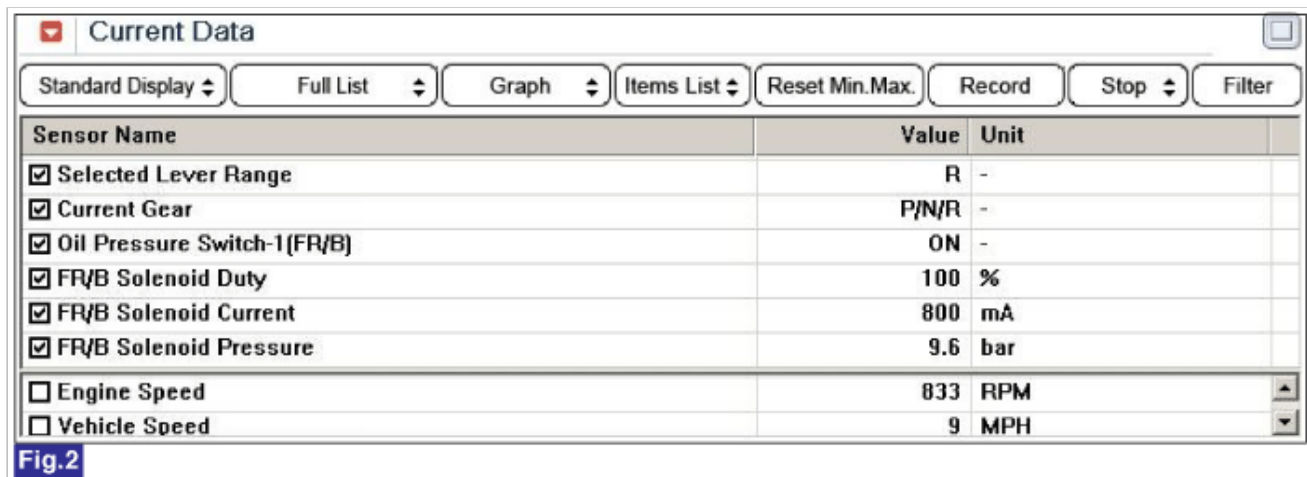 Current Data
Standard Display Full List Graph Items List Reset Min.Max. Record Stop Filter
Sensor Name Value Unit
Selected Lever Range R -
Current Gear P/N/R -
Oil Pressure Switch-1(FR/B) ON -
FR/B Solenoid Duty 100 %
FR/B Solenoid Current 800 mA
FR/B Solenoid Pressure 9.6 bar
Engine Speed 833 RPM
Vehicle Speed 9 MPH
Fig.2